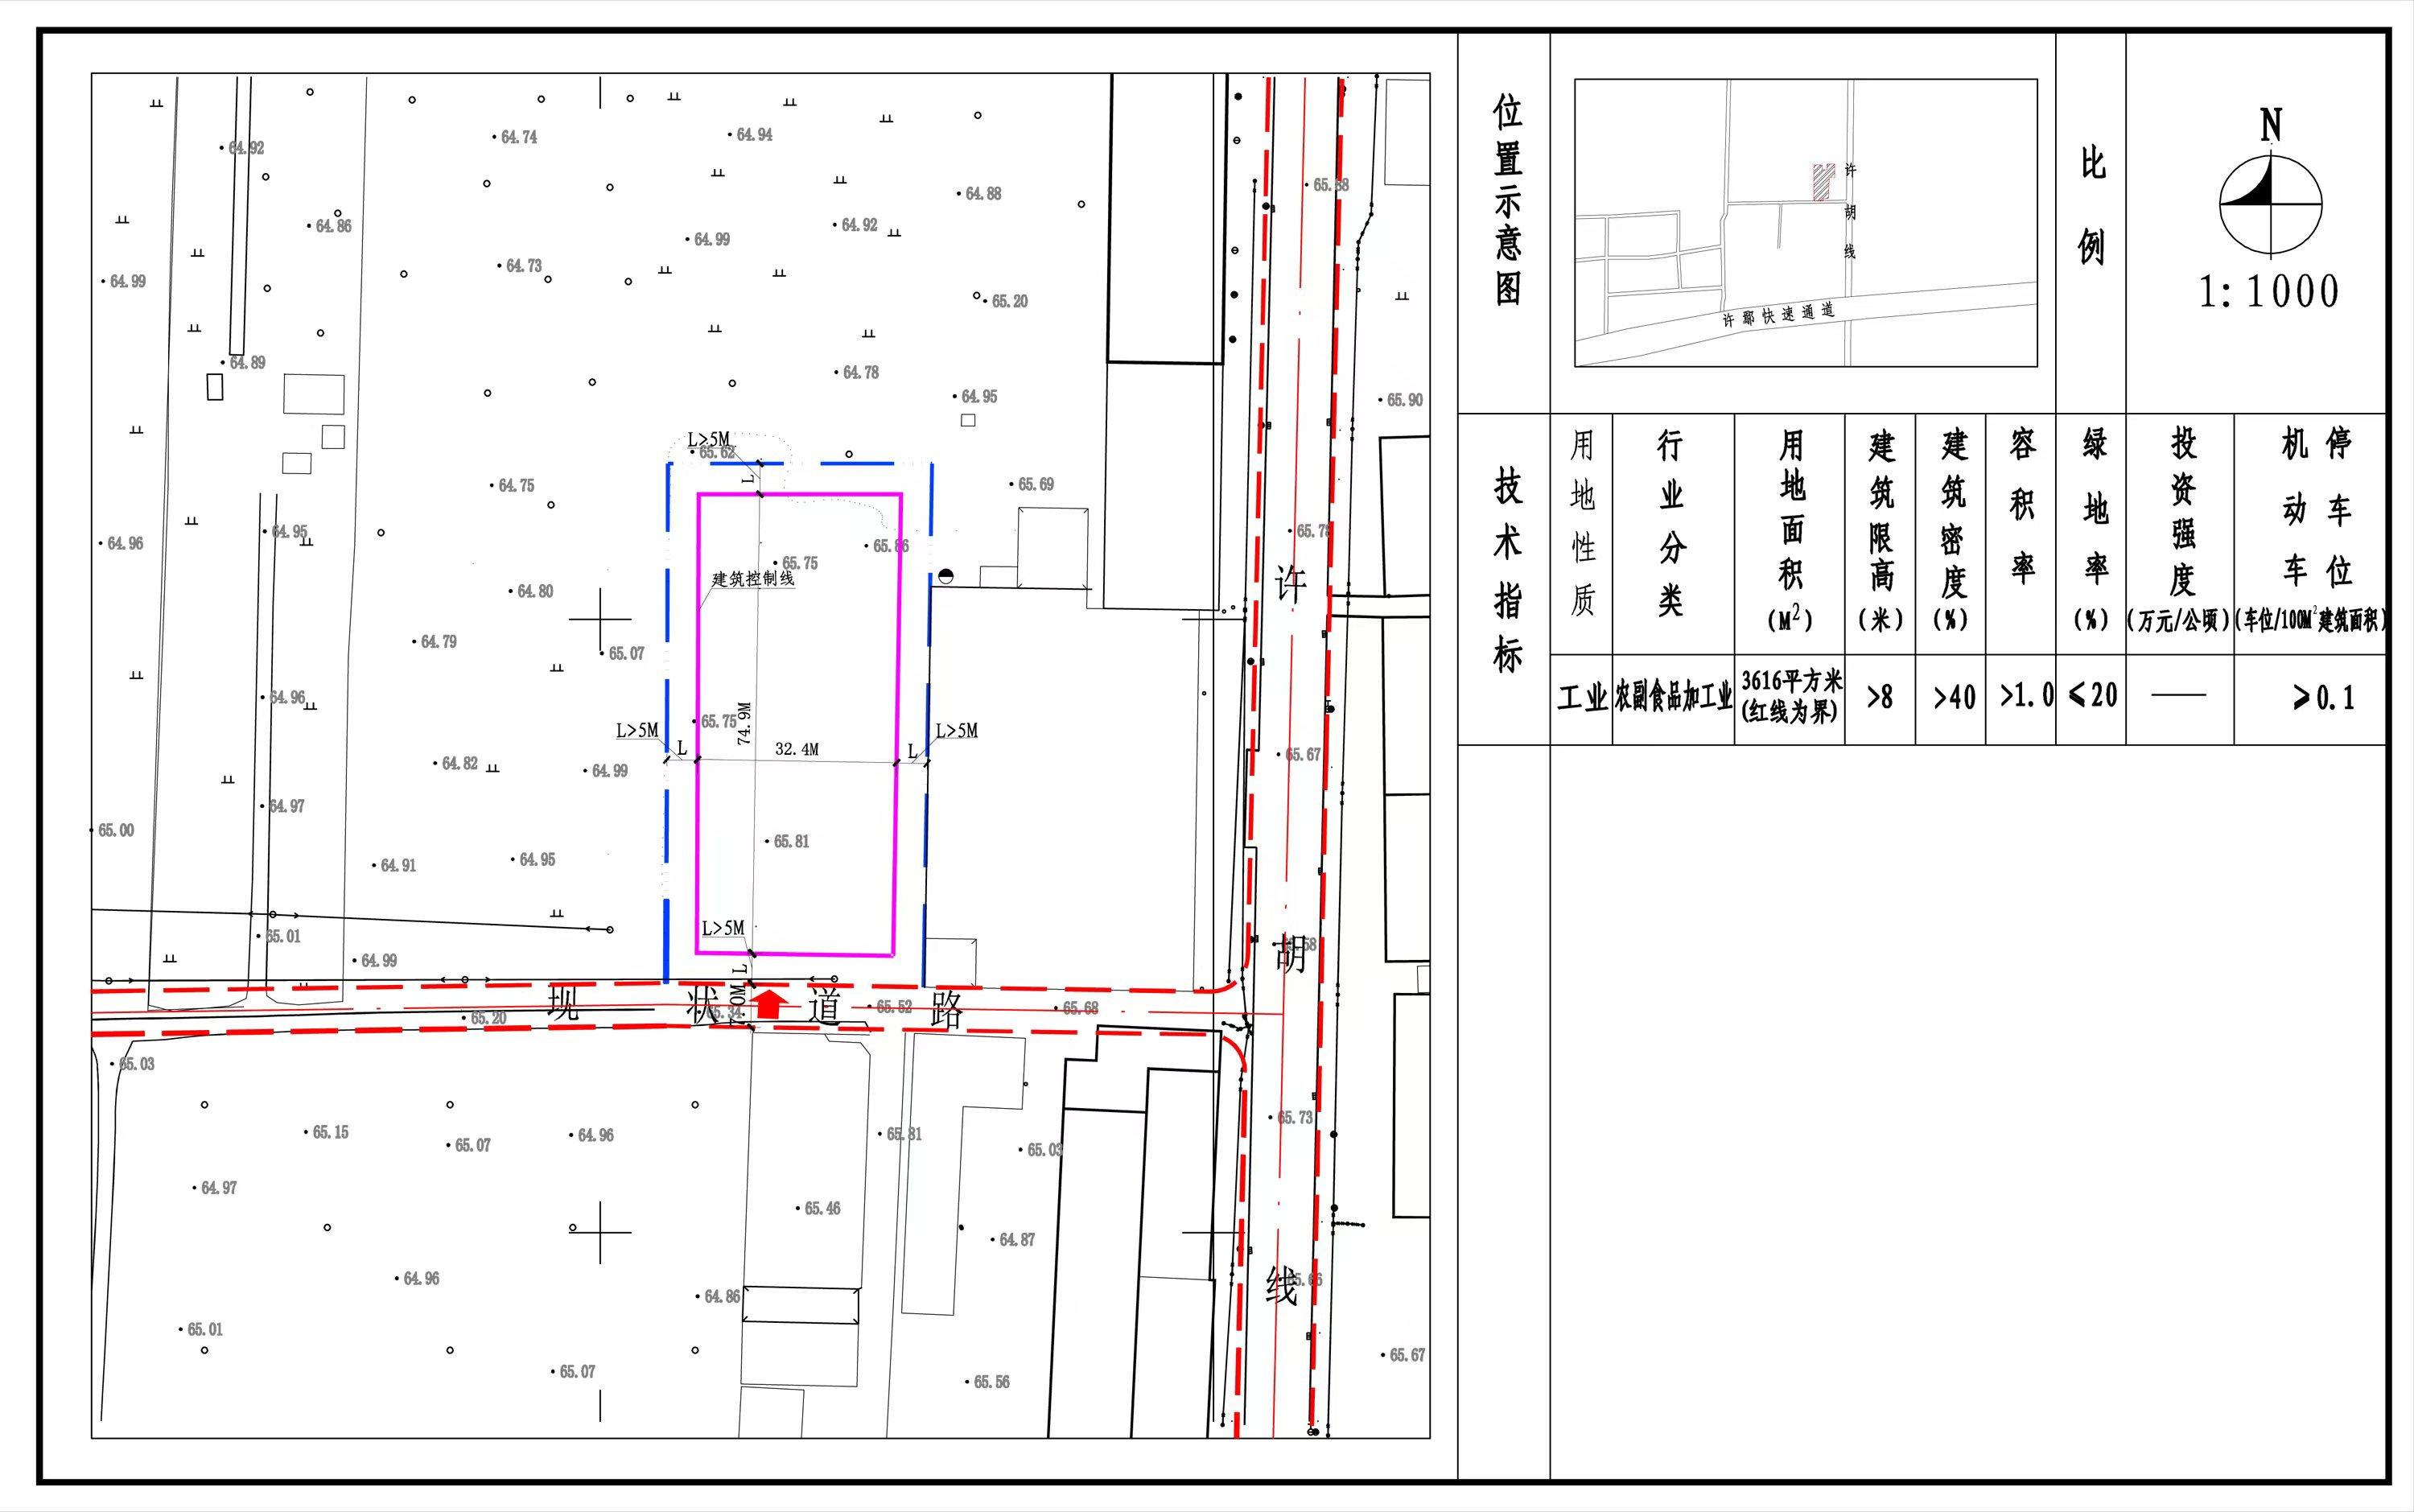 64.92
64.74
64.94
64.86
64.88
64.92
64.99
64.73
64.99
65.20
64.89
64.78
64.95
65.90
L>5M
65.62
L
64.75
65.69
64.95
64.96
65.86
65.75
建筑控制线
64.80
64.79
65.07
64.96
65.75
74.9M
32.4M
L>5M
L
L
L>5M
64.82
64.99
65.67
64.97
65.00
65.81
64.91
64.95
65.01
64.99
L>5M
L
现状道路
65.20
65.34
65.52
65.68
许胡线
65.03
65.15
65.07
64.96
65.03
65.73
64.97
65.46
64.87
64.96
64.86
65.01
65.07
65.56
65.67
位置示意图
许胡线
许鄢快速通道
比例
N
1:1000
技术指标
用地性质
行业分类
用地面积(M²)
建筑限高(米)
建筑密度(%)
容积率
绿地率(%)
投资强度(万元/公顷)
机动车停车位(车位/100M²建筑面积)
工业
农副食品加工业
3616平方米
(红线为界)
>8
>40
>1.0
≤20
——
≥0.1